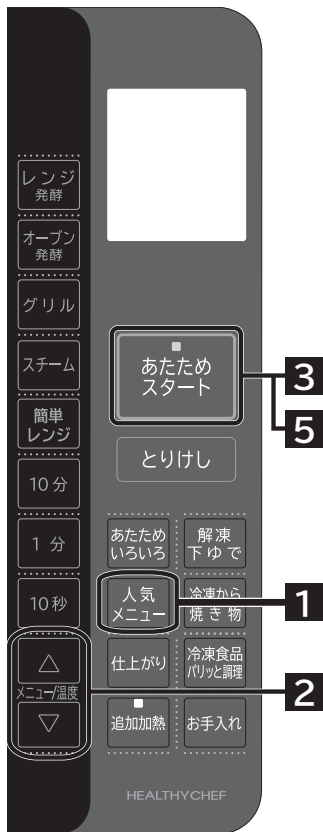 レンジ
発酵
オーブン
発酵
グリル
スチーム
簡単
レンジ
10分
1分
10秒
△
メニュー/温度
▽
あたため
スタート
3
5
とりけし
あたため
いろいろ
解凍
下ゆで
人気
メニュー
冷凍から
焼き物
1
仕上がり
冷凍食品
パリッと調理
2
追加加熱
お手入れ
HEALTHYCHEF